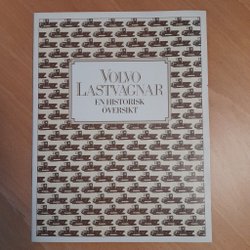 VOLVO
LASTVAGNAR
EN HISTORISK
ÖVERSIKT